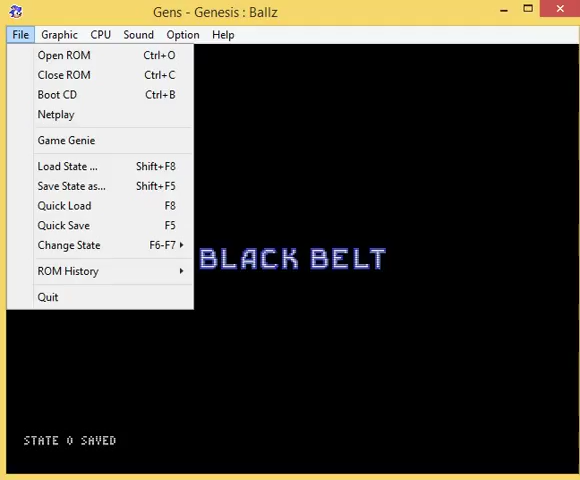 Gens - Genesis : Ballz
File Graphic CPU Sound Option Help
Open ROM Ctrl+O
Close ROM Ctrl+C
Boot CD Ctrl+B
Netplay
Game Genie
Load State ... Shift+F8
Save State as... Shift+F5
Quick Load F8
Quick Save F5
Change State F6-F7
BLACK BELT
ROM History
Quit
STATE 0 SAVED